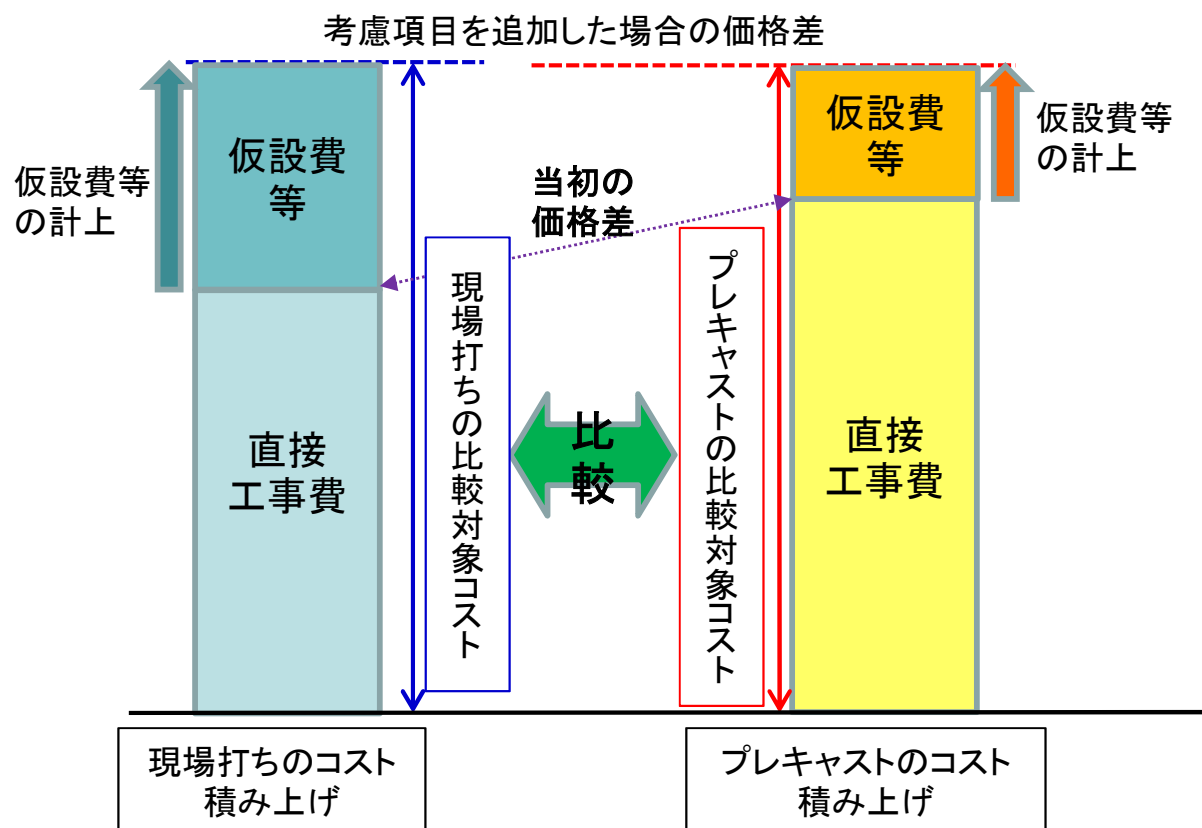 考慮項目を追加した場合の価格差
仮設費等
の計上
仮設費
等
直接
工事費
当初の
価格差
現場打ちの比較対象コスト
比
較
プレキャストの比較対象コスト
仮設費
等
直接
工事費
仮設費等
の計上
現場打ちのコスト
積み上げ
プレキャストのコスト
積み上げ